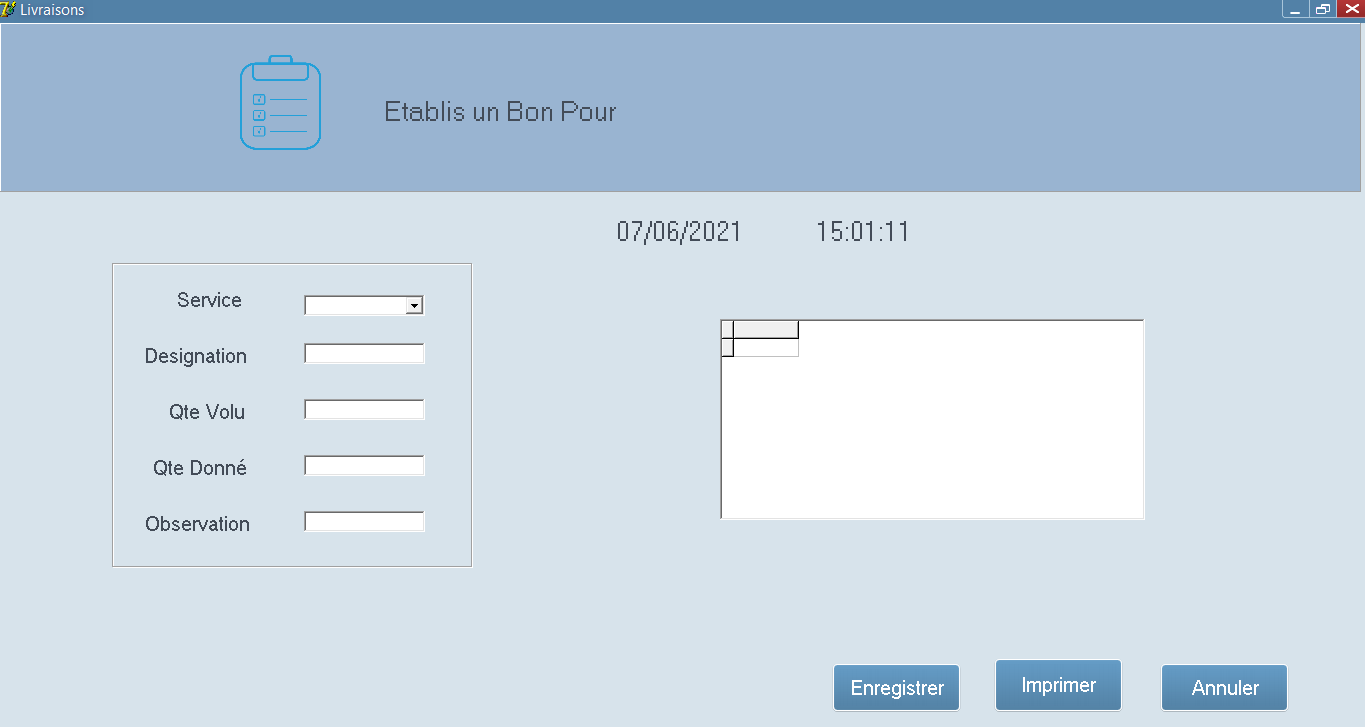 Livraisons
Etablis un Bon Pour
07/06/2021 15:01:11
Service
Designation
Qte Volu
Qte Donné
Observation
Enregistrer Imprimer Annuler